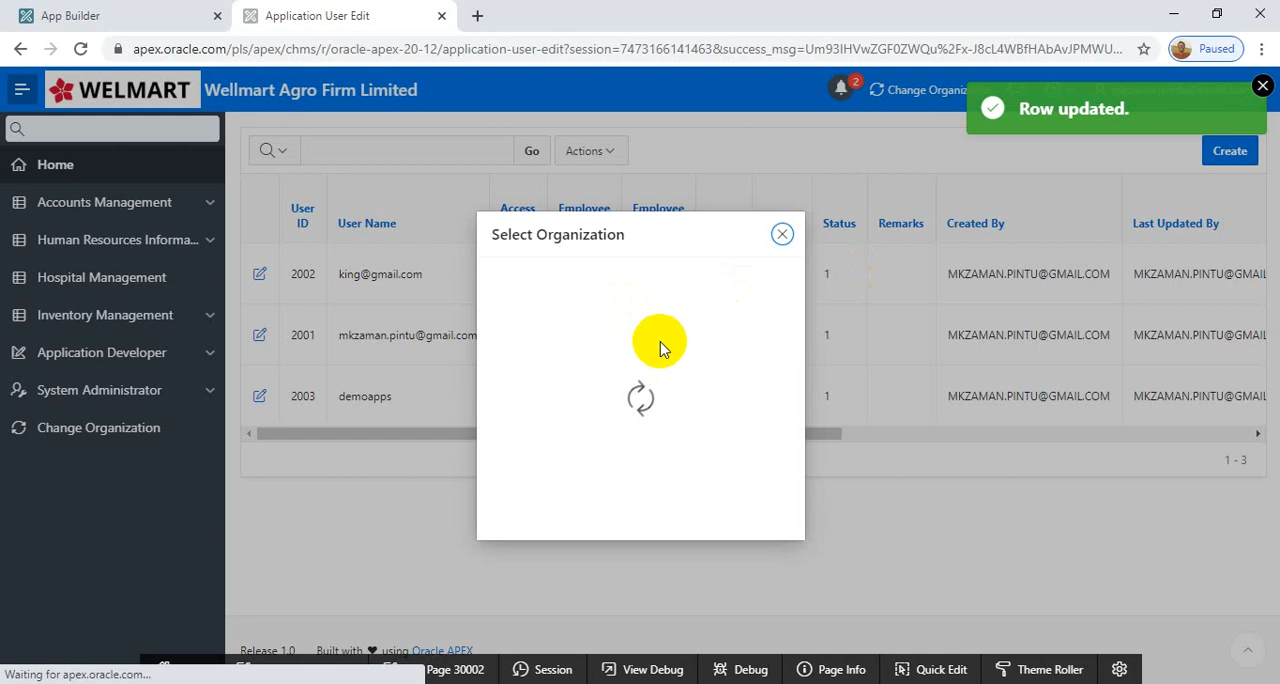 App Builder
Application User Edit
apex.oracle.com/pls/apex/chms/r/oracle-apex-20-12/application-user-edit?session=7473166141463&success_msg=Um93IHVwZGF0ZWQu%2Fx-J8cL4WBfHAbAvJPMWU...
Paused
WELMART
Wellmart Agro Firm Limited
2
Change Organiz
Row updated.
Home
Accounts Management
Human Resources Informa...
Hospital Management
Inventory Management
Application Developer
System Administrator
Change Organization
Go
Actions
Create
User ID
User Name
Access
Employee
Employee
Status
Remarks
Created By
Last Updated By
2002 king@gmail.com 1 MKZAMAN.PINTU@GMAIL.COM MKZAMAN.PINTU@GMAIL
2001 mkzaman.pintu@gmail.com 1 MKZAMAN.PINTU@GMAIL.COM MKZAMAN.PINTU@GMAIL
2003 demoapps 1 MKZAMAN.PINTU@GMAIL.COM MKZAMAN.PINTU@GMAIL
1 - 3
Select Organization
Release 1.0 Built with ♥ using Oracle APEX
Waiting for apex.oracle.com...
Page 30002
Session
View Debug
Debug
Page Info
Quick Edit
Theme Roller